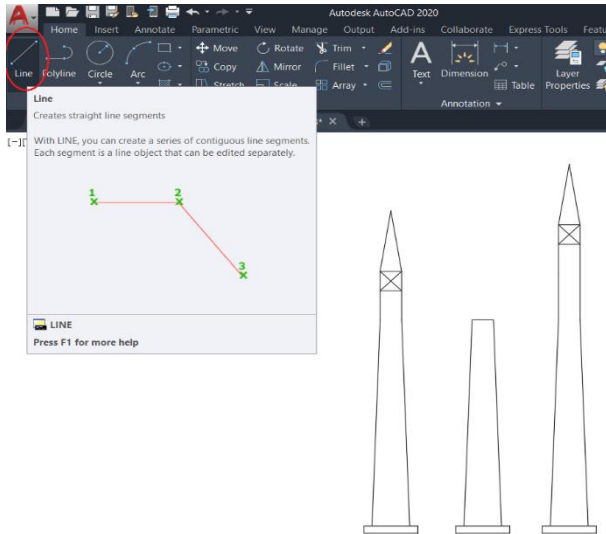 Autodesk AutoCAD 2020
Home Insert Annotate Parametric View Manage Output Add-ins Collaborate Express Tools Featu
Line Polyline Circle Arc Move Rotate Trim Text Dimension Layer Properties
Copy Mirror Fillet
Stretch Scale Array Table
Annotation
Line
Creates straight line segments
With LINE, you can create a series of contiguous line segments.
Each segment is a line object that can be edited separately.
1 2
3
LINE
Press F1 for more help